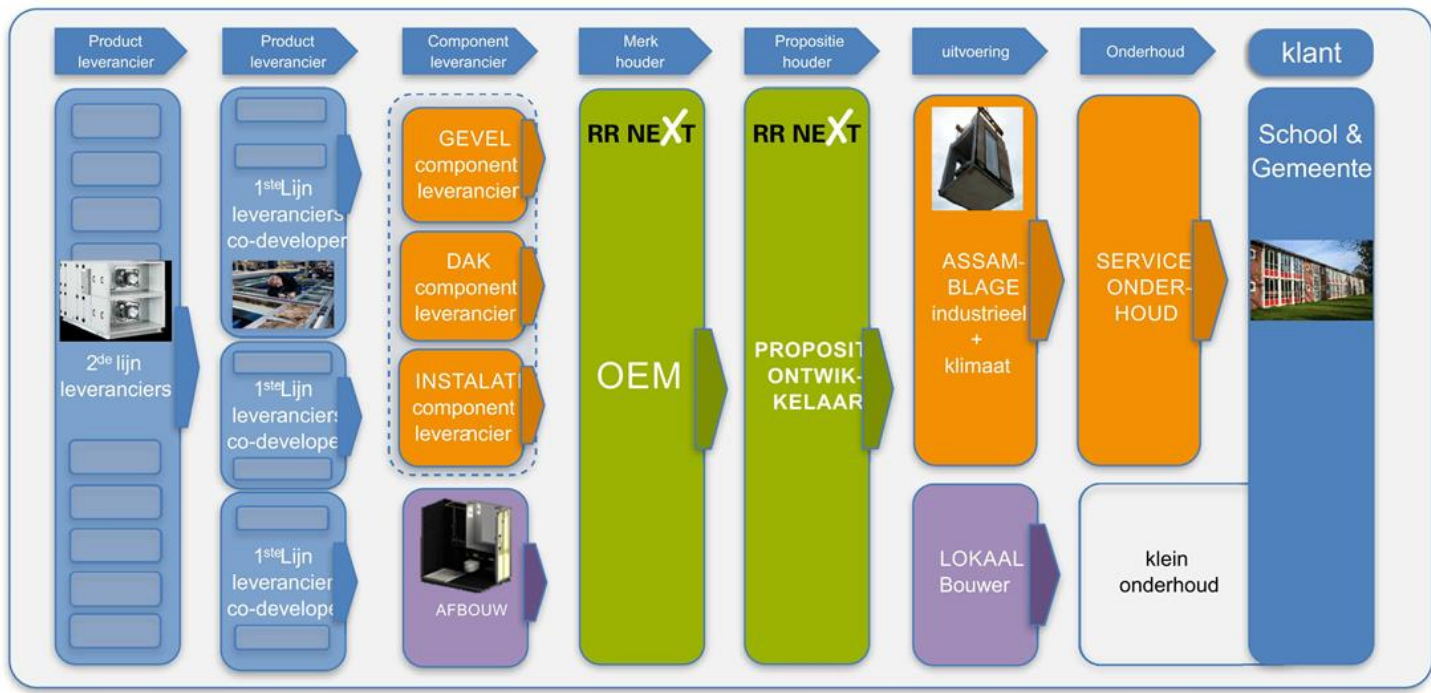 Product
leverancier
Product
leverancier
Component
leverancier
Merk
houder
Propositie
houder
uitvoering
Onderhoud
klant
2de lijn
leveranciers
1ste Lijn
leveranciers
co-developer
1ste Lijn
leveranciers
co-develope
1ste Lijn
leverancier
co-develope
GEVEL
component
leverancier
DAK
component
leverancier
INSTALATI
component
leverancier
AFBOUW
RR NEXT
OEM
RR NEXT
PROPOSIT
ONTWIK-
KELAAR
ASSAM-
BLAGE
industrieel
+
klimaat
LOKAAL
Bouwer
SERVICE
ONDER-
HOUD
klein
onderhoud
School &
Gemeente